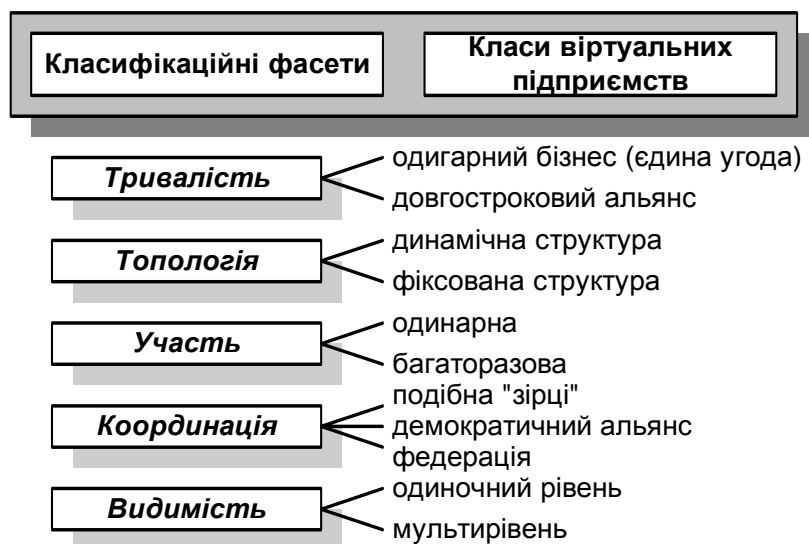 Класифікаційні фасети
Класи віртуальних
підприємств
Тривалість
одигарний бізнес (єдина угода)
довгостроковий альянс
Топологія
динамічна структура
фіксована структура
Участь
одинарна
багаторазова
Координація
подібна "зірці"
демократичний альянс
федерація
Видимість
одиночний рівень
мультирівень